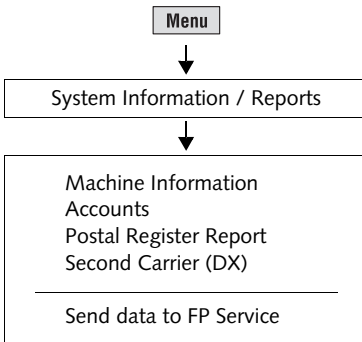 Menu
System Information / Reports
Machine Information
Accounts
Postal Register Report
Second Carrier (DX)
Send data to FP Service